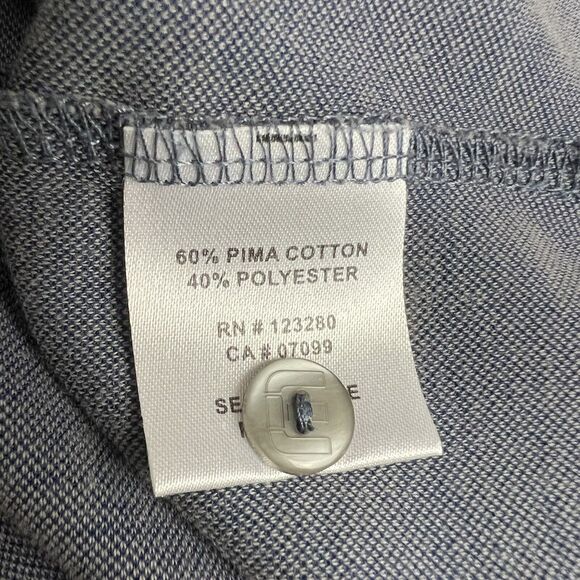 60% PIMA COTTON
40% POLYESTER
RN # 123280
CA # 07099